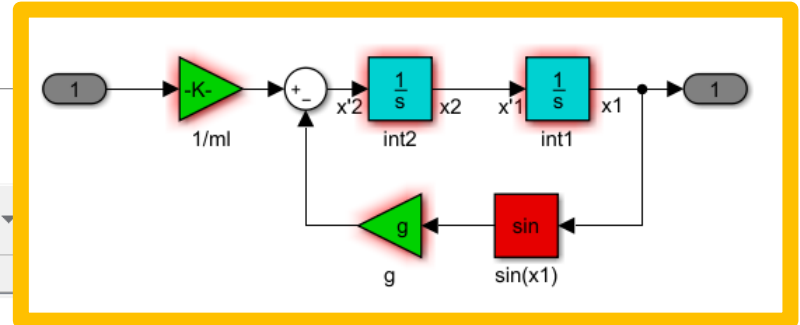 1
-K-
1/ml
+
−
x'2
1
s
x2
int2
x'1
1
s
x1
int1
1
g
g
sin
sin(x1)